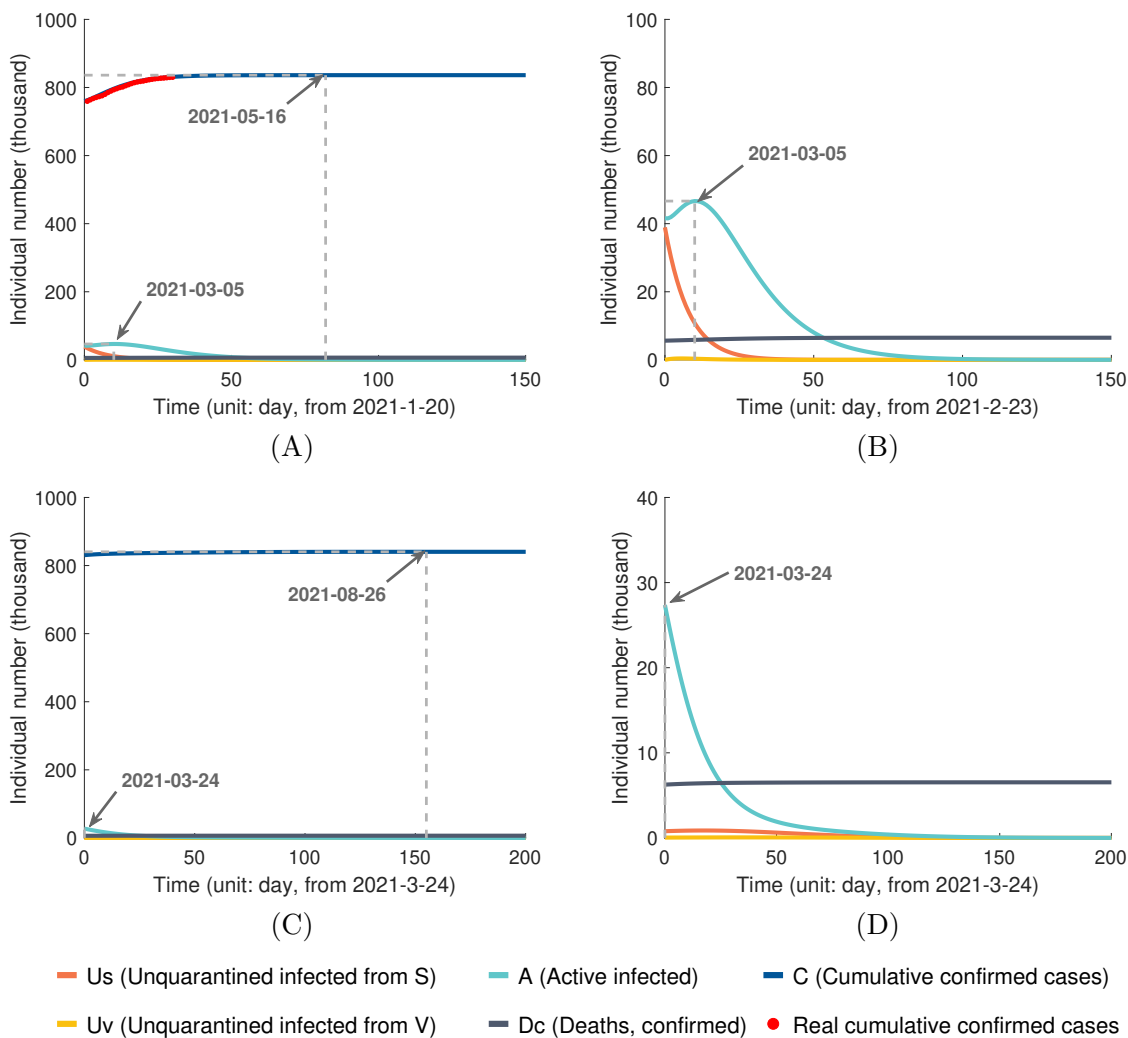 1000
800
600
400
200
0
0
50
100
150
Individual number (thousand)
Time (unit: day, from 2021-1-20)
2021-05-16
2021-03-05
(A)
100
80
60
40
20
0
0
50
100
150
Individual number (thousand)
Time (unit: day, from 2021-2-23)
2021-03-05
(B)
1000
800
600
400
200
0
0
50
100
150
200
Individual number (thousand)
Time (unit: day, from 2021-3-24)
2021-08-26
2021-03-24
(C)
40
30
20
10
0
0
50
100
150
200
Individual number (thousand)
Time (unit: day, from 2021-3-24)
2021-03-24
(D)
Us (Unquarantined infected from S)
A (Active infected)
C (Cumulative confirmed cases)
Uv (Unquarantined infected from V)
Dc (Deaths, confirmed)
Real cumulative confirmed cases